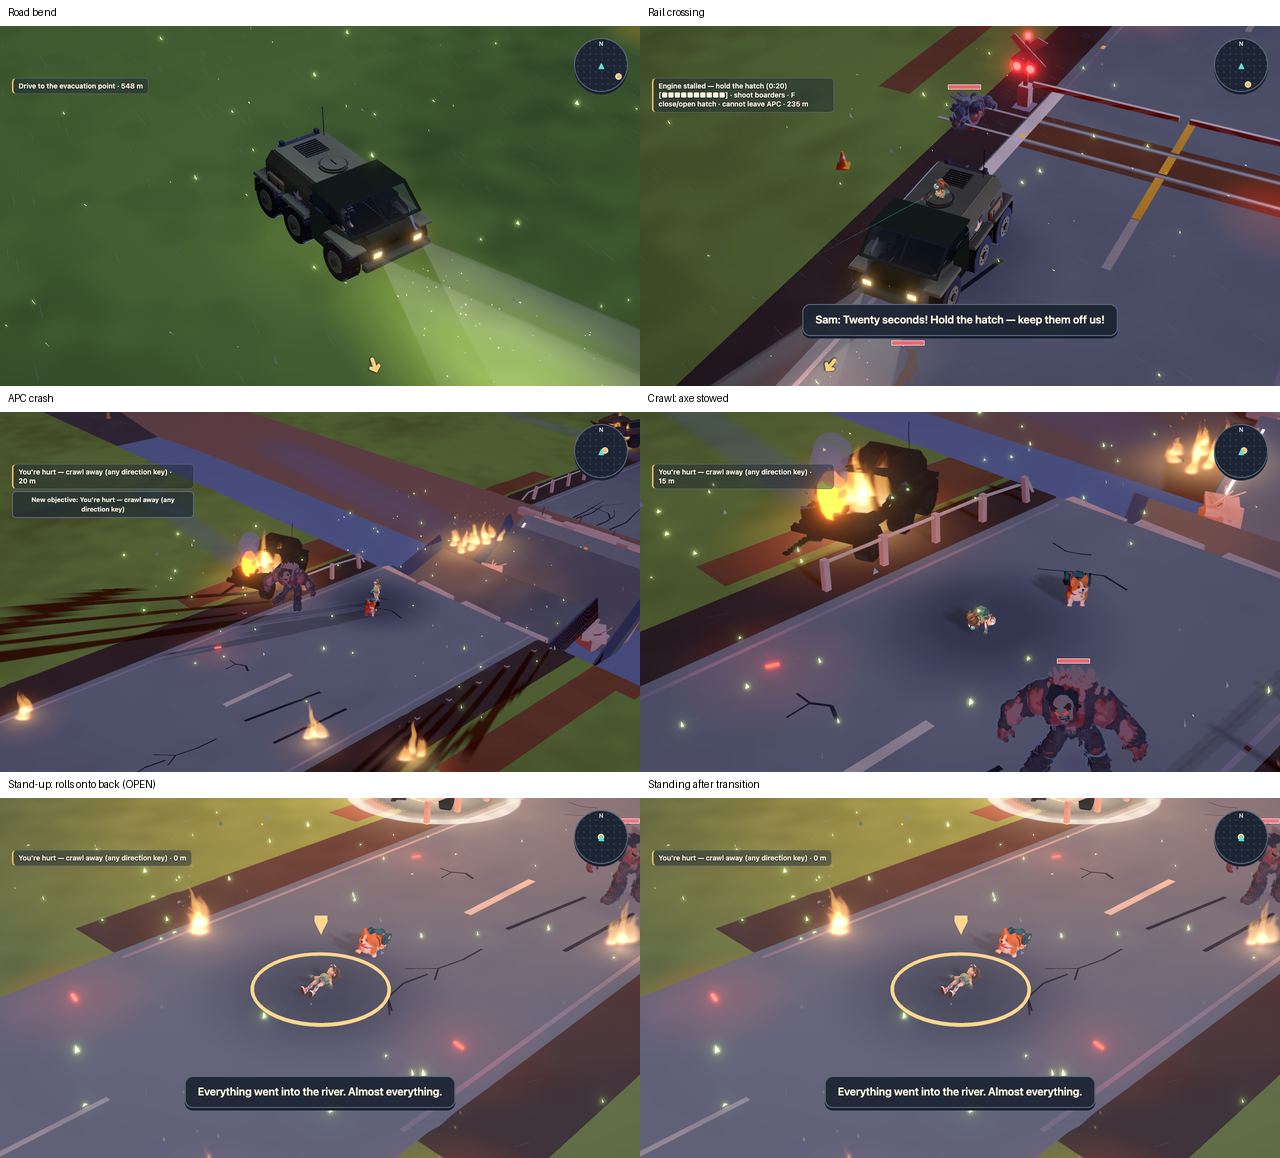 Road bend
Rail crossing
N
Drive to the evacuation point · 548 m
N
Engine stalled — hold the hatch (0:20)
[■■■■■■■■■■] · shoot boarders · F
close/open hatch · cannot leave APC · 235 m
Sam: Twenty seconds! Hold the hatch — keep them off us!
APC crash
Crawl: axe stowed
N
You're hurt — crawl away (any direction key) ·
20 m
New objective: You're hurt — crawl away (any
direction key)
N
You're hurt — crawl away (any direction key) ·
15 m
Stand-up: rolls onto back (OPEN)
Standing after transition
N
You're hurt — crawl away (any direction key) · 0 m
Everything went into the river. Almost everything.
N
You're hurt — crawl away (any direction key) · 0 m
Everything went into the river. Almost everything.